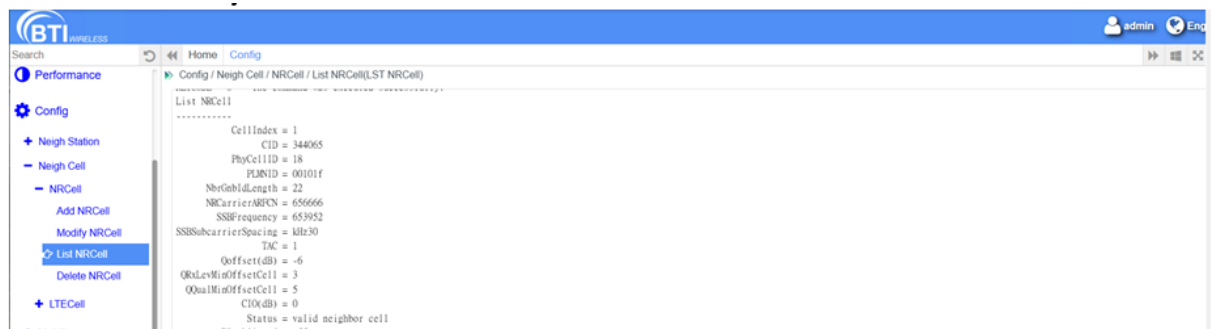 BTI WIRELESS
admin Eng
Search Home Config
Performance
Config / Neigh Cell / NRCell / List NRCell(LST NRCell)
Config
Neigh Station
Neigh Cell
NRCell
Add NRCell
Modify NRCell
List NRCell
Delete NRCell
LTECell
List NRCell
-----------
CellIndex = 1
CID = 344065
PhyCellID = 18
PLMNID = 00101f
NbrGnbIdLength = 22
NRCarrierARFCN = 656666
SSBFrequency = 653952
SSBSubcarrierSpacing = kHz30
TAC = 1
Qoffset(dB) = -6
QRxLevMinOffsetCell = 3
QQualMinOffsetCell = 5
CIO(dB) = 0
Status = valid neighbor cell